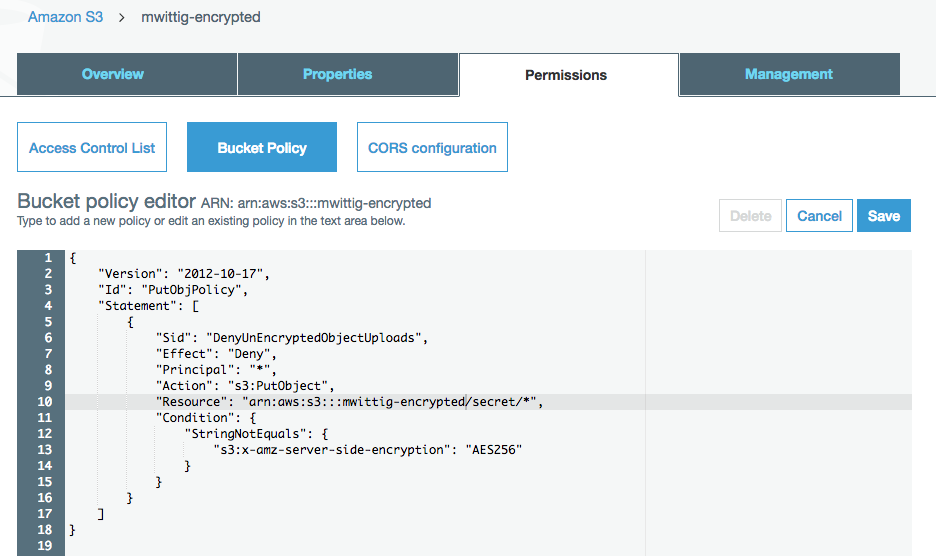 Amazon S3 > mwittig-encrypted
Overview Properties Permissions Management
Access Control List Bucket Policy CORS configuration
Bucket policy editor ARN: arn:aws:s3:::mwittig-encrypted
Type to add a new policy or edit an existing policy in the text area below.
Delete Cancel Save
1 {
2     "Version": "2012-10-17",
3     "Id": "PutObjPolicy",
4     "Statement": [
5         {
6             "Sid": "DenyUnEncryptedObjectUploads",
7             "Effect": "Deny",
8             "Principal": "*",
9             "Action": "s3:PutObject",
10             "Resource": "arn:aws:s3:::mwittig-encrypted/secret/*",
11             "Condition": {
12                 "StringNotEquals": {
13                     "s3:x-amz-server-side-encryption": "AES256"
14                 }
15             }
16         }
17     ]
18 }
19